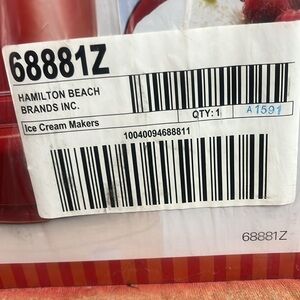 68881Z
HAMILTON BEACH
BRANDS INC.
Ice Cream Makers
QTY: 1
A1591
10040094688811
68881Z